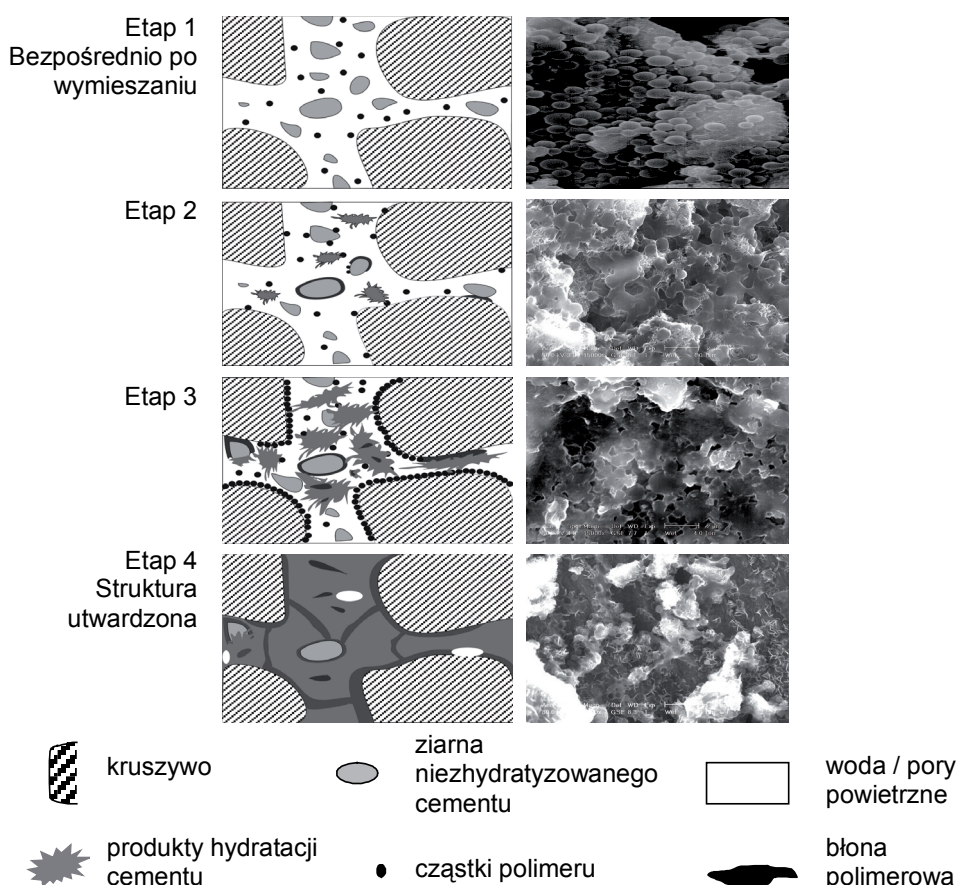 Etap 1
Bezpośrednio po
wymieszaniu
Etap 2
Etap 3
Etap 4
Struktura
utwardzona
kruszywo
ziarna
niezhydratyzowanego
cementu
woda / pory
powietrzne
produkty hydratacji
cementu
cząstki polimeru
błona
polimerowa